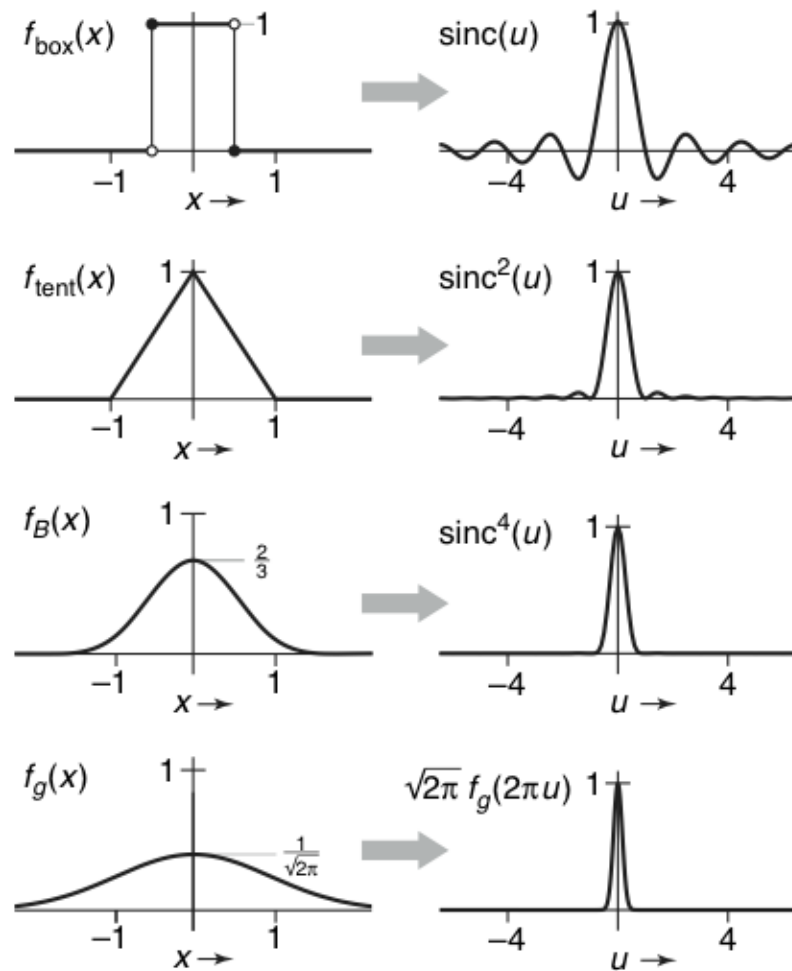 f_box(x)
1
−1
1
x →
sinc(u)
1
−4
4
u →
f_tent(x)
1
−1
1
x →
sinc²(u)
1
−4
4
u →
f_B(x)
1
2/3
−1
1
x →
sinc⁴(u)
1
−4
4
u →
f_g(x)
1
1/√2π
−1
1
x →
√2π f_g(2πu)
1
−4
4
u →